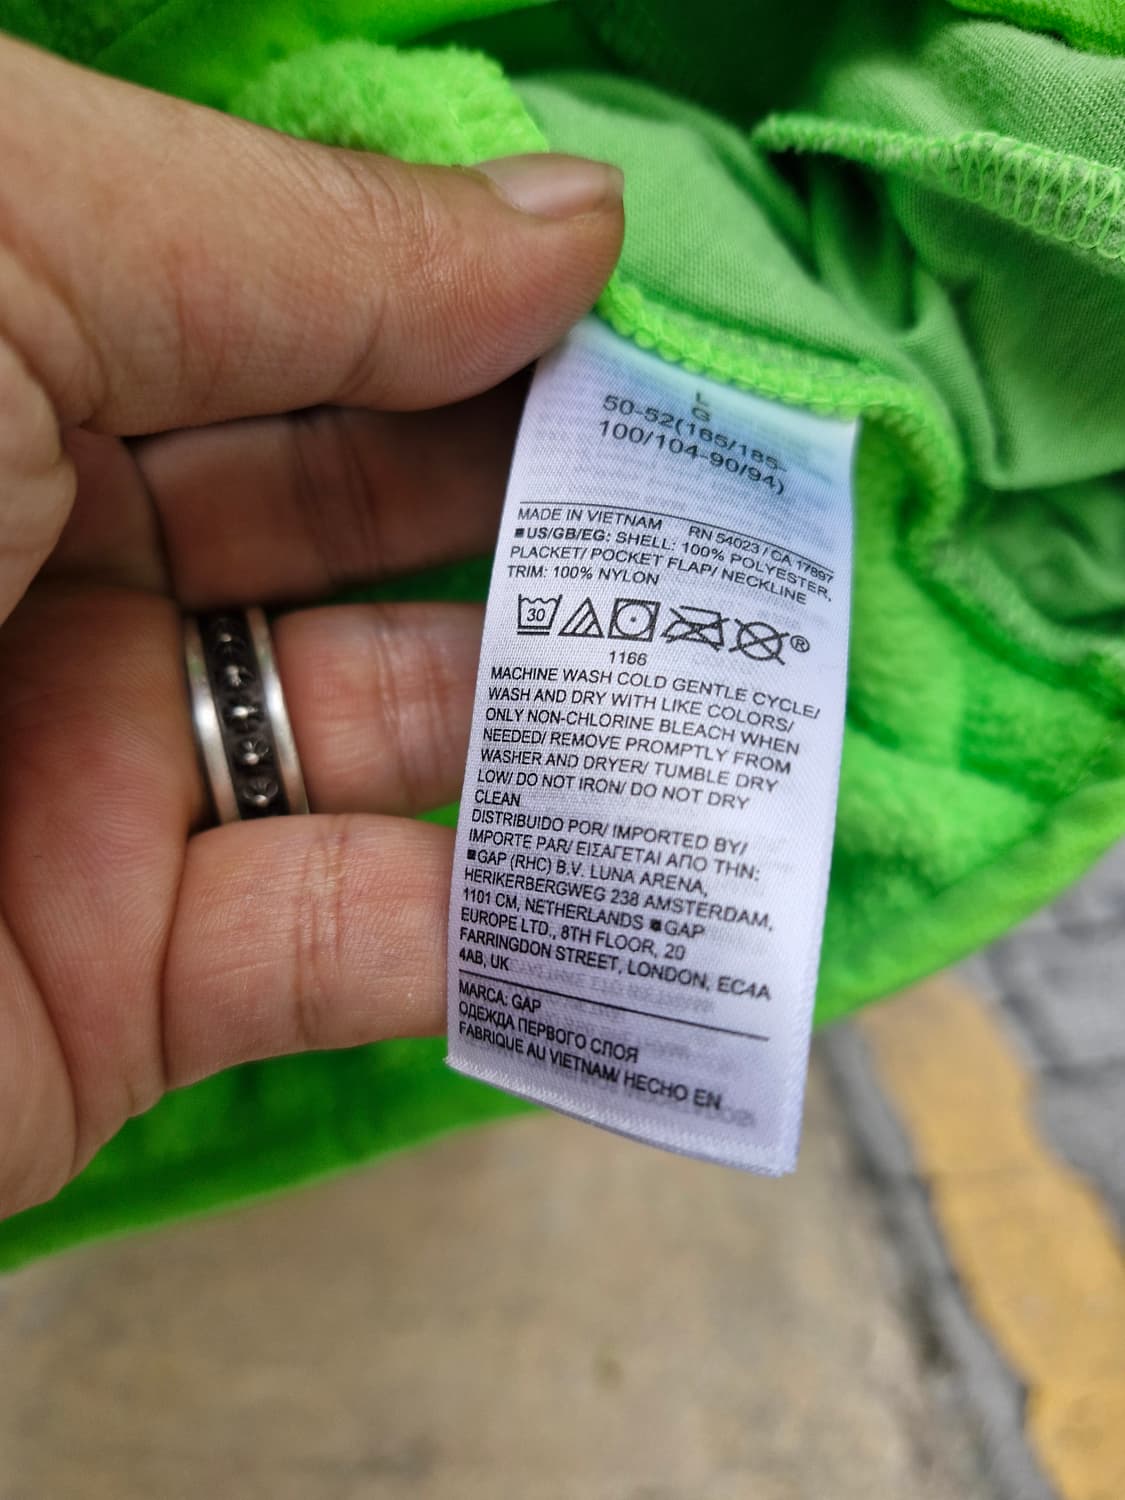 L
G
50-52(165/185-
100/104-90/94)
MADE IN VIETNAM RN 54023 / CA 17897
■US/GB/EG: SHELL: 100% POLYESTER,
PLACKET/ POCKET FLAP/ NECKLINE
TRIM: 100% NYLON
30
®
1166
MACHINE WASH COLD GENTLE CYCLE/
WASH AND DRY WITH LIKE COLORS/
ONLY NON-CHLORINE BLEACH WHEN
NEEDED/ REMOVE PROMPTLY FROM
WASHER AND DRYER/ TUMBLE DRY
LOW/ DO NOT IRON/ DO NOT DRY
CLEAN
DISTRIBUIDO POR/ IMPORTED BY/
IMPORTE PAR/ ΕΙΣΑΓΕΤΑΙ ΑΠΟ ΤΗΝ:
■GAP (RHC) B.V. LUNA ARENA,
HERIKERBERGWEG 238 AMSTERDAM,
1101 CM, NETHERLANDS ■GAP
EUROPE LTD., 8TH FLOOR, 20
FARRINGDON STREET, LONDON, EC4A
4AB, UK
MARCA: GAP
ОДЕЖДА ПЕРВОГО СЛОЯ
FABRIQUE AU VIETNAM/ HECHO EN